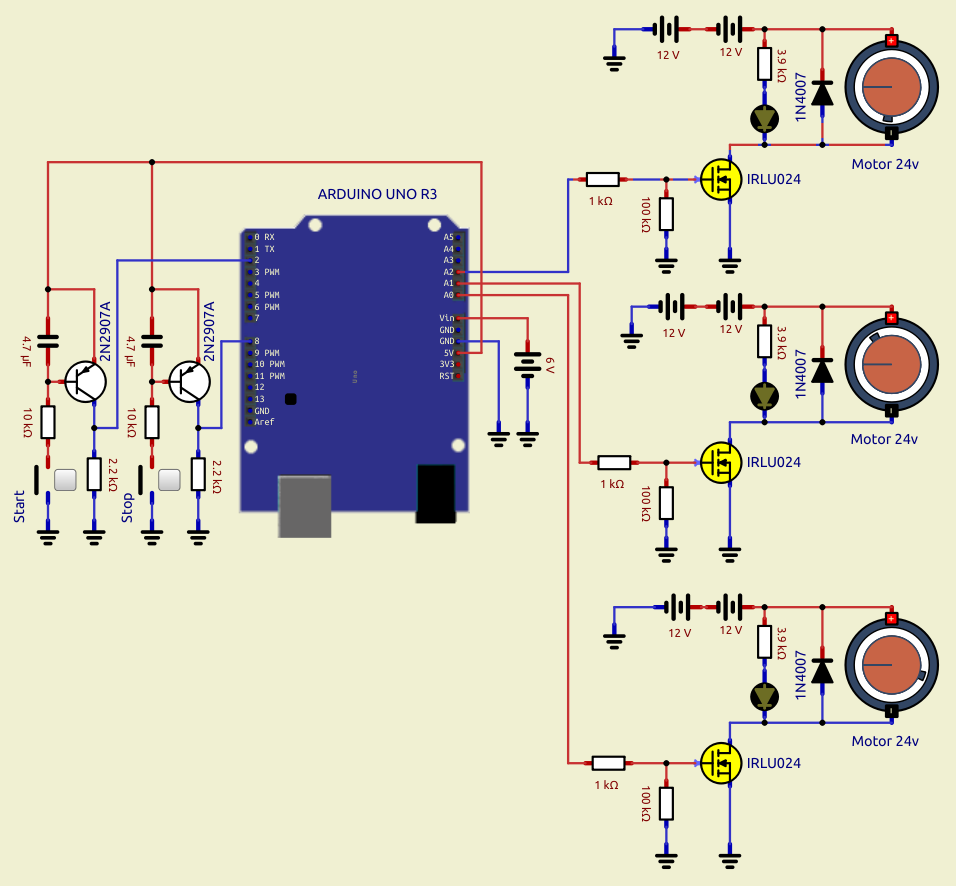 12 V
12 V
3.9 kΩ
1N4007
Motor 24v
IRLU024
1 kΩ
100 kΩ
ARDUINO UNO R3
0 RX
1 TX
2
3 PWM
4
5 PWM
6 PWM
7
8
9 PWM
10 PWM
11 PWM
12
13
GND
Aref
A5
A4
A3
A2
A1
A0
Vin
GND
GND
5V
3V3
RST
6 V
2N2907A
4.7 µF
10 kΩ
2.2 kΩ
Start
2N2907A
4.7 µF
10 kΩ
2.2 kΩ
Stop
12 V
12 V
3.9 kΩ
1N4007
Motor 24v
IRLU024
1 kΩ
100 kΩ
12 V
12 V
3.9 kΩ
1N4007
Motor 24v
IRLU024
1 kΩ
100 kΩ